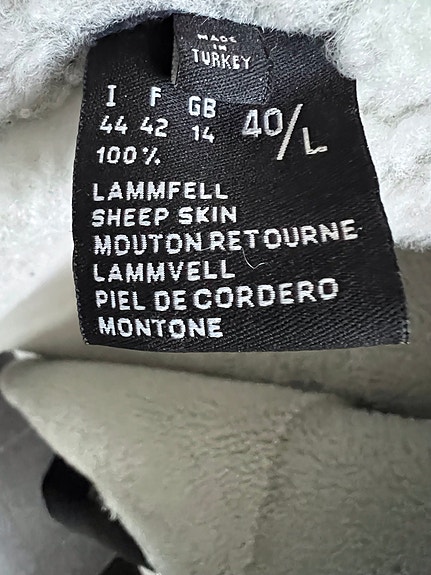 MADE
IN
TURKEY
I F GB
44 42 14 40/L
100%
LAMMFELL
SHEEP SKIN
MOUTON RETOURNE
LAMMVELL
PIEL DE CORDERO
MONTONE